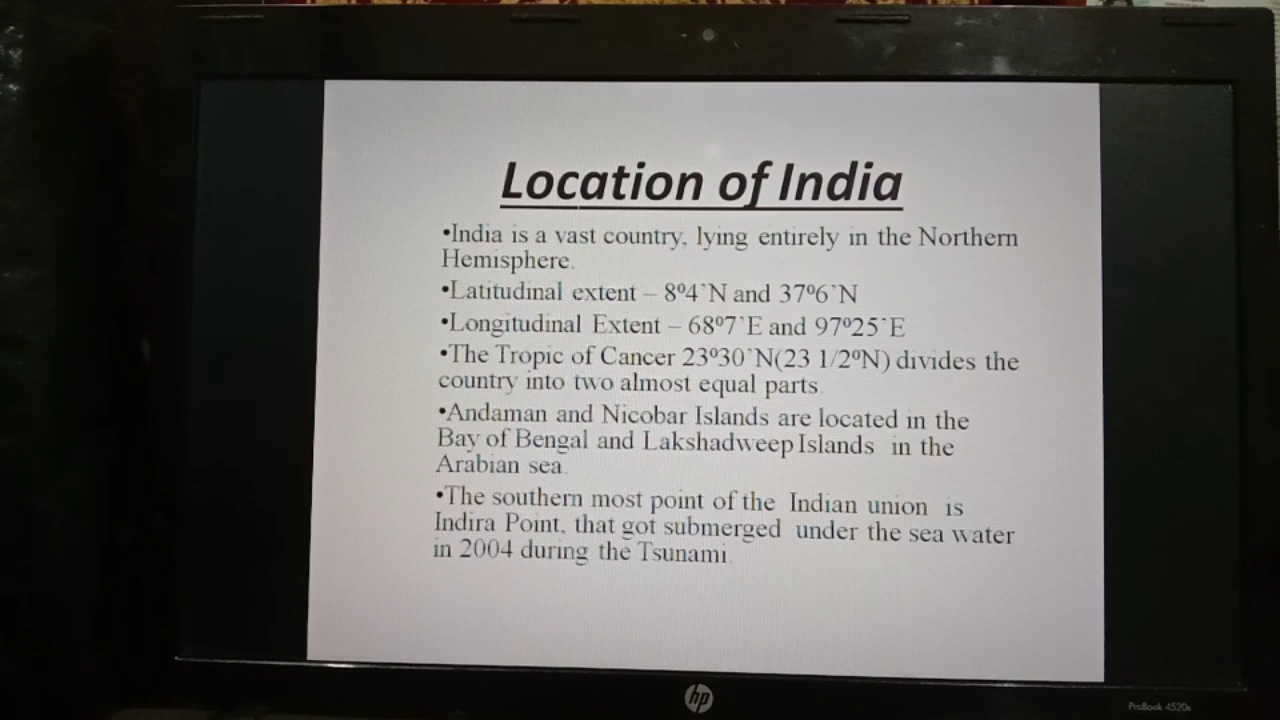 Location of India
•India is a vast country, lying entirely in the Northern
Hemisphere.
•Latitudinal extent – 8º4`N and 37º6`N
•Longitudinal Extent – 68º7`E and 97º25`E
•The Tropic of Cancer 23º30`N(23 1/2ºN) divides the
country into two almost equal parts.
•Andaman and Nicobar Islands are located in the
Bay of Bengal and Lakshadweep Islands in the
Arabian sea.
•The southern most point of the Indian union is
Indira Point, that got submerged under the sea water
in 2004 during the Tsunami.
hp
ProBook 4520s